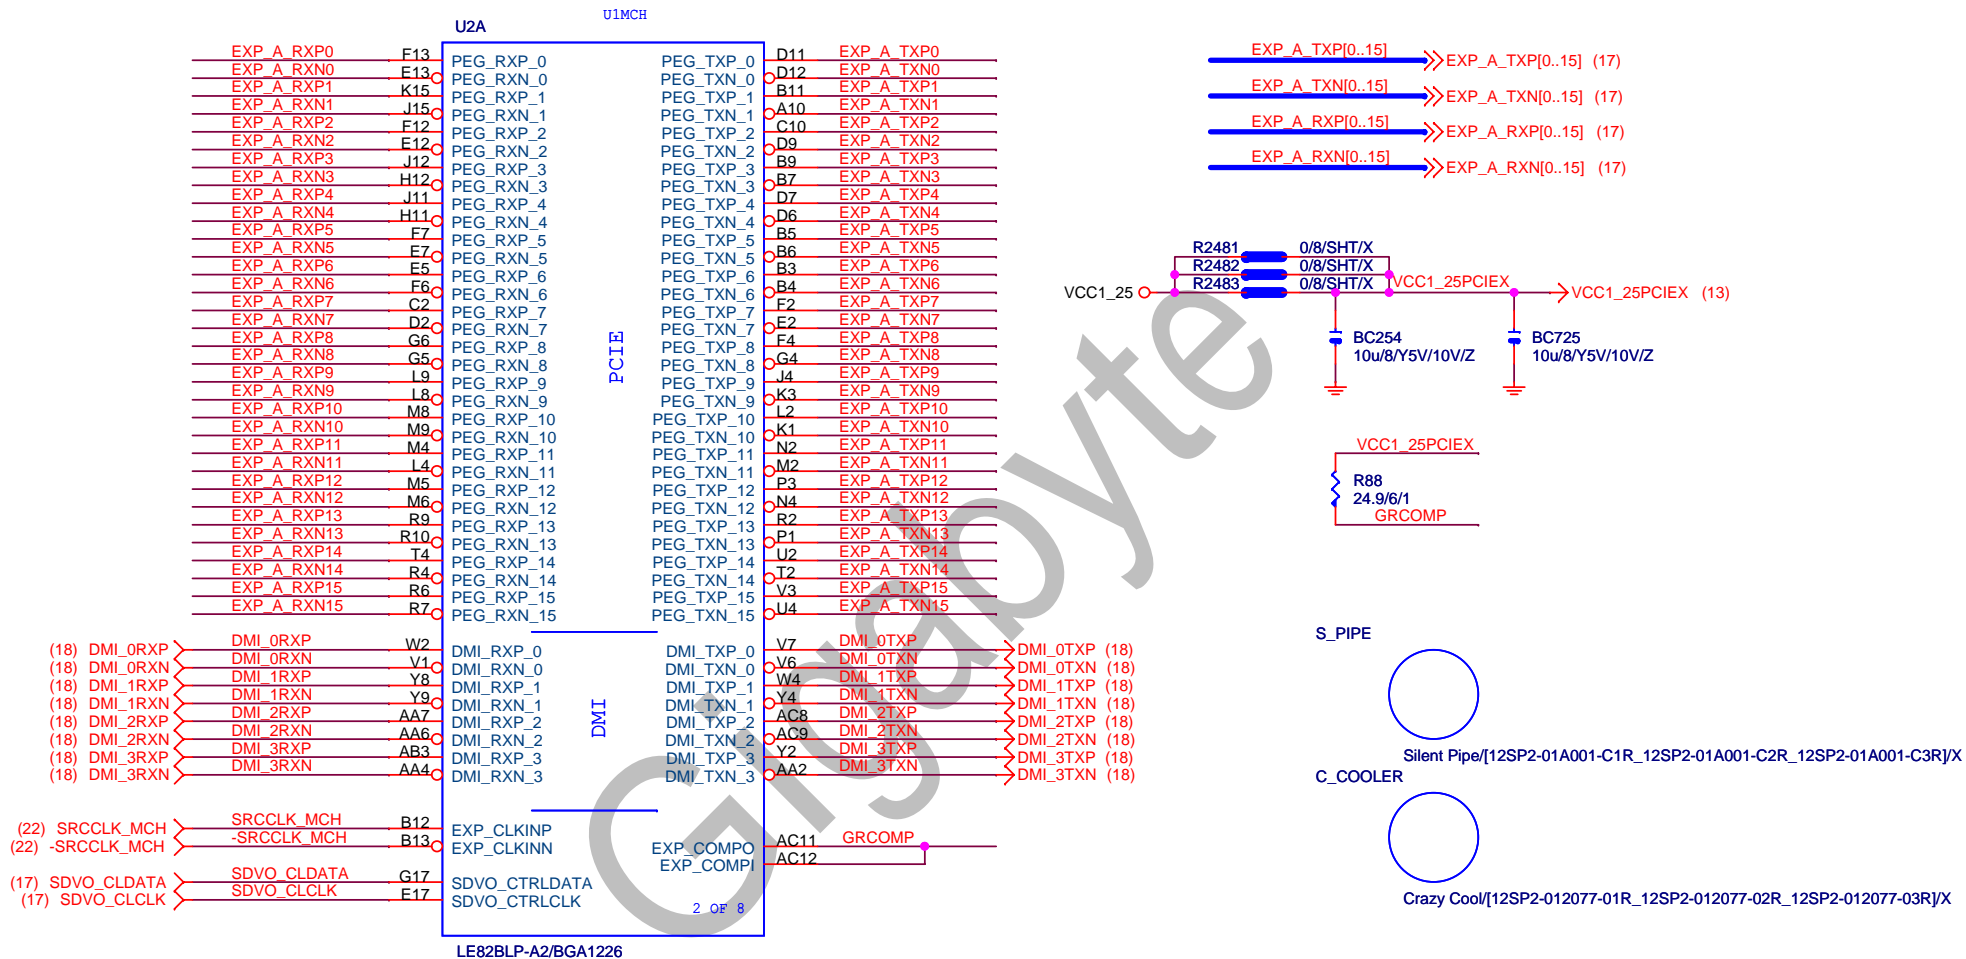 U1MCH
U2A
EXP_A_RXP0 F13 PEG_RXP_0 PEG_TXP_0 D11 EXP_A_TXP0
EXP_A_RXN0 E13 PEG_RXN_0 PEG_TXN_0 D12 EXP_A_TXN0
EXP_A_RXP1 K15 PEG_RXP_1 PEG_TXP_1 B11 EXP_A_TXP1
EXP_A_RXN1 J15 PEG_RXN_1 PEG_TXN_1 A10 EXP_A_TXN1
EXP_A_RXP2 F12 PEG_RXP_2 PEG_TXP_2 C10 EXP_A_TXP2
EXP_A_RXN2 E12 PEG_RXN_2 PEG_TXN_2 D9 EXP_A_TXN2
EXP_A_RXP3 J12 PEG_RXP_3 PEG_TXP_3 B9 EXP_A_TXP3
EXP_A_RXN3 H12 PEG_RXN_3 PEG_TXN_3 B7 EXP_A_TXN3
EXP_A_RXP4 J11 PEG_RXP_4 PEG_TXP_4 D7 EXP_A_TXP4
EXP_A_RXN4 H11 PEG_RXN_4 PEG_TXN_4 D6 EXP_A_TXN4
EXP_A_RXP5 F7 PEG_RXP_5 PEG_TXP_5 B5 EXP_A_TXP5
EXP_A_RXN5 E7 PEG_RXN_5 PEG_TXN_5 B6 EXP_A_TXN5
EXP_A_RXP6 E5 PEG_RXP_6 PEG_TXP_6 B3 EXP_A_TXP6
EXP_A_RXN6 F6 PEG_RXN_6 PEG_TXN_6 B4 EXP_A_TXN6
EXP_A_RXP7 C2 PEG_RXP_7 PEG_TXP_7 F2 EXP_A_TXP7
EXP_A_RXN7 D2 PEG_RXN_7 PEG_TXN_7 E2 EXP_A_TXN7
EXP_A_RXP8 G6 PEG_RXP_8 PEG_TXP_8 F4 EXP_A_TXP8
EXP_A_RXN8 G5 PEG_RXN_8 PEG_TXN_8 G4 EXP_A_TXN8
EXP_A_RXP9 L9 PEG_RXP_9 PEG_TXP_9 J4 EXP_A_TXP9
EXP_A_RXN9 L8 PEG_RXN_9 PEG_TXN_9 K3 EXP_A_TXN9
EXP_A_RXP10 M8 PEG_RXP_10 PEG_TXP_10 L2 EXP_A_TXP10
EXP_A_RXN10 M9 PEG_RXN_10 PEG_TXN_10 K1 EXP_A_TXN10
EXP_A_RXP11 M4 PEG_RXP_11 PEG_TXP_11 N2 EXP_A_TXP11
EXP_A_RXN11 L4 PEG_RXN_11 PEG_TXN_11 M2 EXP_A_TXN11
EXP_A_RXP12 M5 PEG_RXP_12 PEG_TXP_12 P3 EXP_A_TXP12
EXP_A_RXN12 M6 PEG_RXN_12 PEG_TXN_12 N4 EXP_A_TXN12
EXP_A_RXP13 R9 PEG_RXP_13 PEG_TXP_13 R2 EXP_A_TXP13
EXP_A_RXN13 R10 PEG_RXN_13 PEG_TXN_13 P1 EXP_A_TXN13
EXP_A_RXP14 T4 PEG_RXP_14 PEG_TXP_14 U2 EXP_A_TXP14
EXP_A_RXN14 R4 PEG_RXN_14 PEG_TXN_14 T2 EXP_A_TXN14
EXP_A_RXP15 R6 PEG_RXP_15 PEG_TXP_15 V3 EXP_A_TXP15
EXP_A_RXN15 R7 PEG_RXN_15 PEG_TXN_15 U4 EXP_A_TXN15
PCIE
(18) DMI_0RXP DMI_0RXP W2 DMI_RXP_0 DMI_TXP_0 V7 DMI_0TXP DMI_0TXP (18)
(18) DMI_0RXN DMI_0RXN V1 DMI_RXN_0 DMI_TXN_0 V6 DMI_0TXN DMI_0TXN (18)
(18) DMI_1RXP DMI_1RXP Y8 DMI_RXP_1 DMI_TXP_1 W4 DMI_1TXP DMI_1TXP (18)
(18) DMI_1RXN DMI_1RXN Y9 DMI_RXN_1 DMI_TXN_1 Y4 DMI_1TXN DMI_1TXN (18)
(18) DMI_2RXP DMI_2RXP AA7 DMI_RXP_2 DMI_TXP_2 AC8 DMI_2TXP DMI_2TXP (18)
(18) DMI_2RXN DMI_2RXN AA6 DMI_RXN_2 DMI_TXN_2 AC9 DMI_2TXN DMI_2TXN (18)
(18) DMI_3RXP DMI_3RXP AB3 DMI_RXP_3 DMI_TXP_3 Y2 DMI_3TXP DMI_3TXP (18)
(18) DMI_3RXN DMI_3RXN AA4 DMI_RXN_3 DMI_TXN_3 AA2 DMI_3TXN DMI_3TXN (18)
DMI
(22) SRCCLK_MCH SRCCLK_MCH B12 EXP_CLKINP
(22) -SRCCLK_MCH -SRCCLK_MCH B13 EXP_CLKINN EXP_COMPO AC11 GRCOMP
EXP_COMPI AC12
(17) SDVO_CLDATA SDVO_CLDATA G17 SDVO_CTRLDATA
(17) SDVO_CLCLK SDVO_CLCLK E17 SDVO_CTRLCLK
2 OF 8
LE82BLP-A2/BGA1226
EXP_A_TXP[0..15] EXP_A_TXP[0..15] (17)
EXP_A_TXN[0..15] EXP_A_TXN[0..15] (17)
EXP_A_RXP[0..15] EXP_A_RXP[0..15] (17)
EXP_A_RXN[0..15] EXP_A_RXN[0..15] (17)
R2481 0/8/SHT/X
R2482 0/8/SHT/X
R2483 0/8/SHT/X
VCC1_25 VCC1_25PCIEX VCC1_25PCIEX (13)
BC254 BC725
10u/8/Y5V/10V/Z 10u/8/Y5V/10V/Z
VCC1_25PCIEX
R88
24.9/6/1
GRCOMP
S_PIPE
Silent Pipe/[12SP2-01A001-C1R_12SP2-01A001-C2R_12SP2-01A001-C3R]/X
C_COOLER
Crazy Cool/[12SP2-012077-01R_12SP2-012077-02R_12SP2-012077-03R]/X
Gigabyte